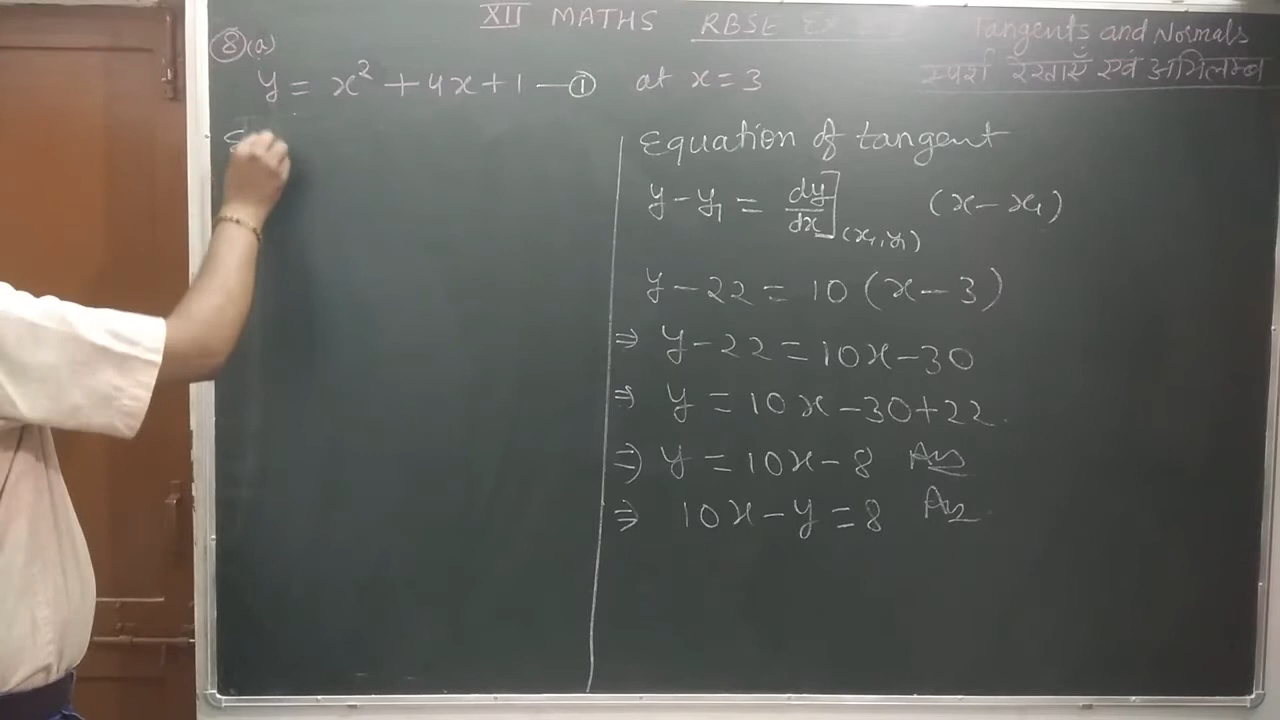 XII MATHS RBSE Ex
Tangents and Normals
स्पर्श रेखाएँ एवं अभिलम्ब
8 (a)
y = x² + 4x + 1 — ① at x = 3
Equation of tangent
y - y₁ = dy/dx](x₁, y₁) (x - x₁)
y - 22 = 10 (x - 3)
⇒ y - 22 = 10x - 30
⇒ y = 10x - 30 + 22
⇒ y = 10x - 8 Ans
⇒ 10x - y = 8 Ans